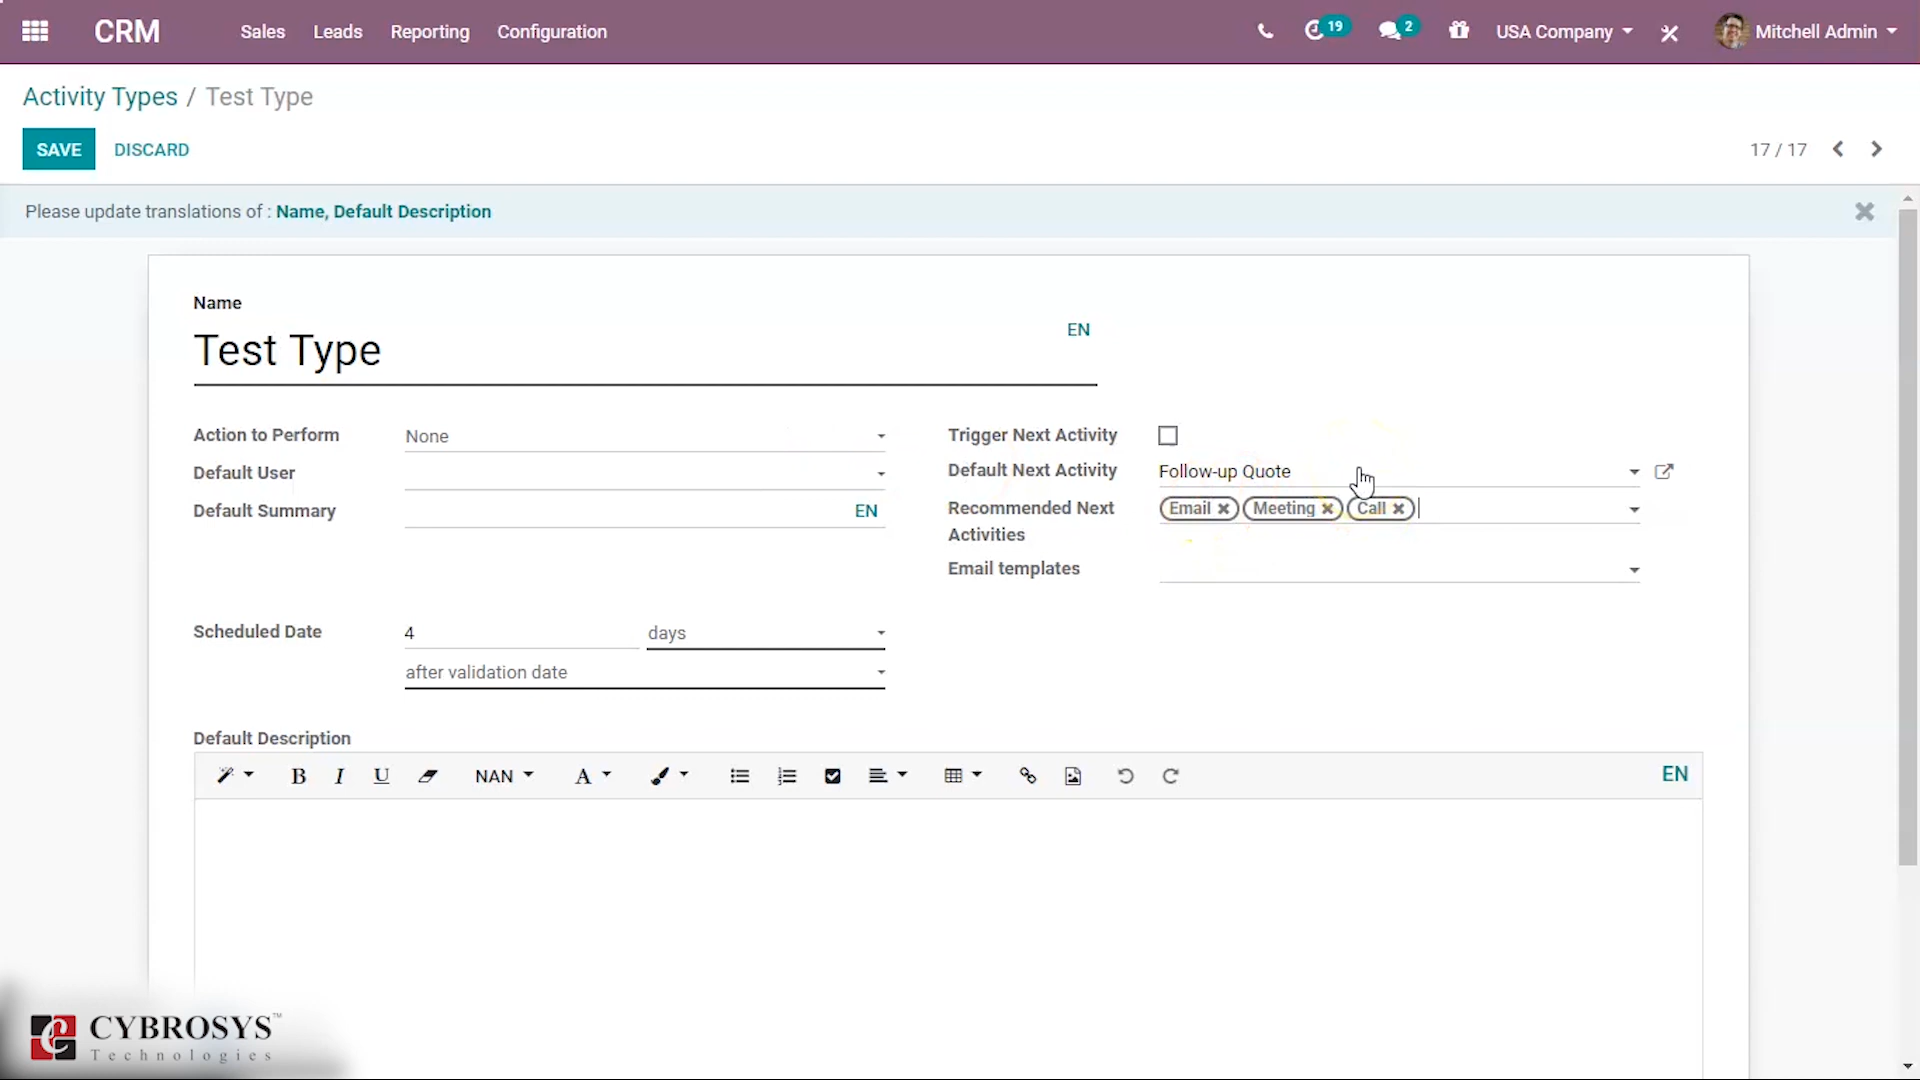 CRM Sales Leads Reporting Configuration 19 2 USA Company Mitchell Admin
Activity Types / Test Type
SAVE DISCARD 17 / 17
Please update translations of : Name, Default Description
Name
Test Type EN
Action to Perform None Trigger Next Activity
Default User Default Next Activity Follow-up Quote
Default Summary EN Recommended Next Activities Email Meeting Call
Email templates
Scheduled Date 4 days
after validation date
Default Description
B I U NAN A EN
CYBROSYS™
Technologies